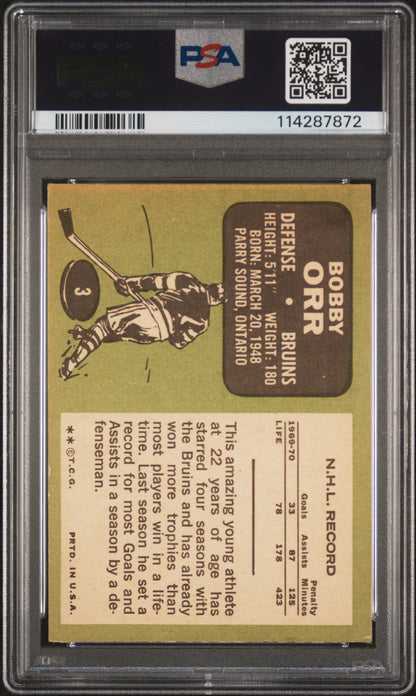 PSA
PSA
114287872
BOBBY
ORR
DEFENSE • BRUINS
HEIGHT: 5'11" WEIGHT: 180
BORN: MARCH 20, 1948
PARRY SOUND, ONTARIO
3
N.H.L. RECORD
Goals Assists Penalty Minutes
1969-70 33 87 125
LIFE 78 178 423
This amazing young athlete
at 22 years of age has
starred four seasons with
the Bruins and has already
won more trophies than
most players win in a life-
time. Last season he set a
record for most Goals and
Assists in a season by a de-
fenseman.
**©T.C.G. PRTD. IN U.S.A.